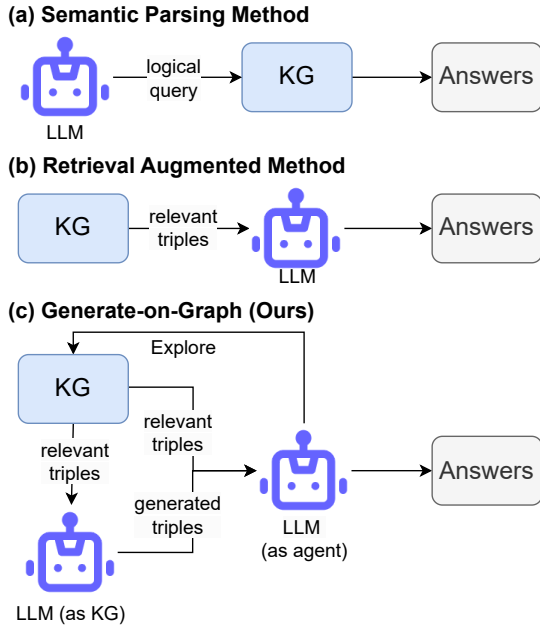 (a) Semantic Parsing Method
LLM
logical
query
KG
Answers
(b) Retrieval Augmented Method
KG
relevant
triples
LLM
Answers
(c) Generate-on-Graph (Ours)
Explore
KG
relevant
triples
relevant
triples
generated
triples
LLM (as KG)
LLM
(as agent)
Answers